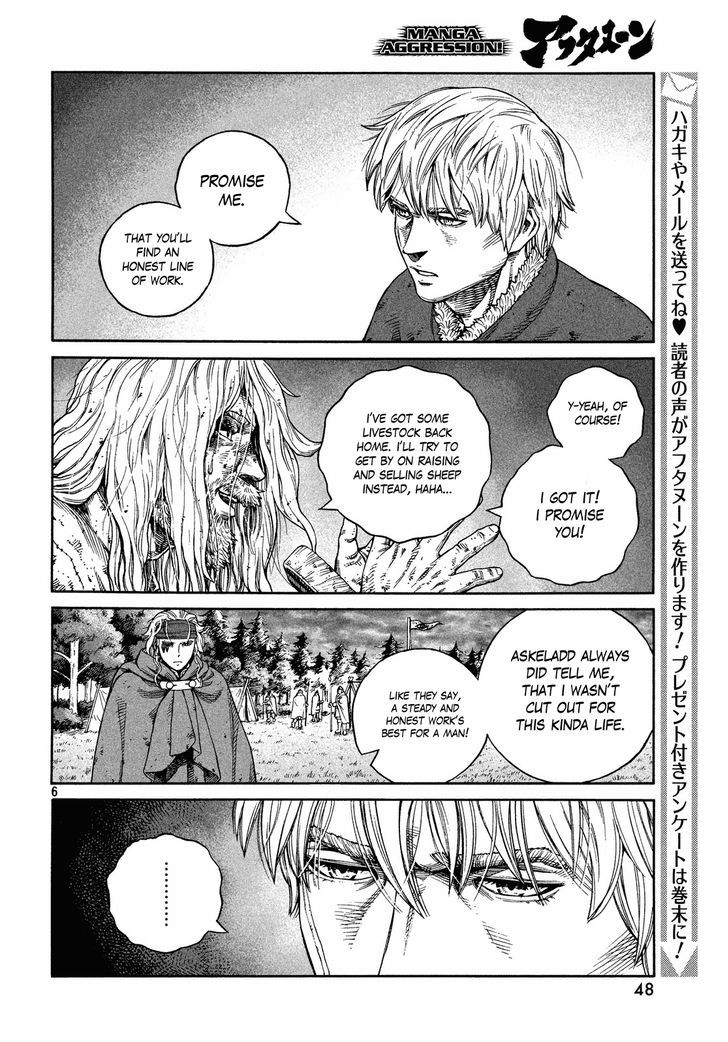 MANGA
AGGRESSION!
アフタヌーン
PROMISE
ME.
THAT YOU'LL
FIND AN
HONEST LINE
OF WORK.
Y-YEAH, OF
COURSE!
I GOT IT!
I PROMISE
YOU!
I'VE GOT SOME
LIVESTOCK BACK
HOME. I'LL TRY TO
GET BY ON RAISING
AND SELLING SHEEP
INSTEAD, HAHA...
ASKELADD ALWAYS
DID TELL ME,
THAT I WASN'T
CUT OUT FOR
THIS KINDA LIFE.
LIKE THEY SAY,
A STEADY AND
HONEST WORK'S
BEST FOR A MAN!
6
..........
ハガキやメールを送ってね♥ 読者の声がアフタヌーンを作ります! プレゼント付きアンケートは巻末に!
48